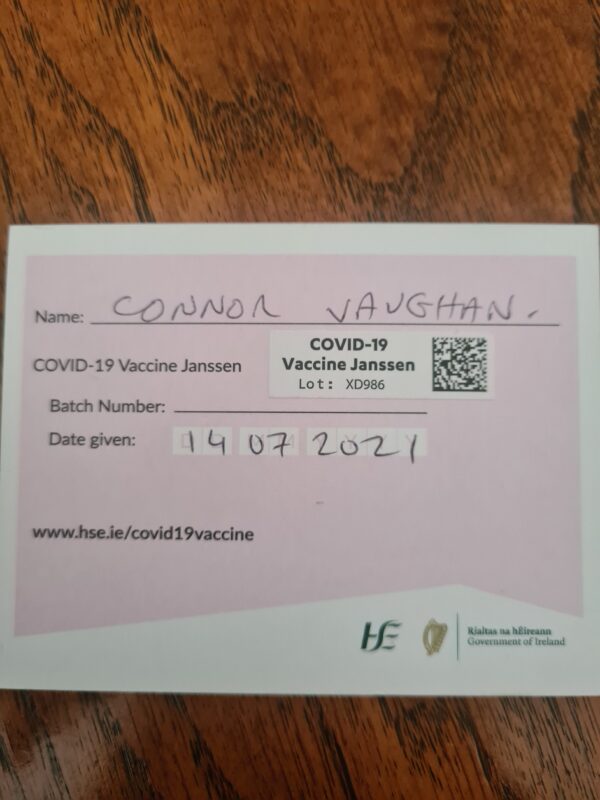 Name: CONNOR VAUGHAN.
COVID-19 Vaccine Janssen
COVID-19
Vaccine Janssen
Lot: XD986
Batch Number:
Date given: 14 07 2021
www.hse.ie/covid19vaccine
HE
Rialtas na hÉireann
Government of Ireland